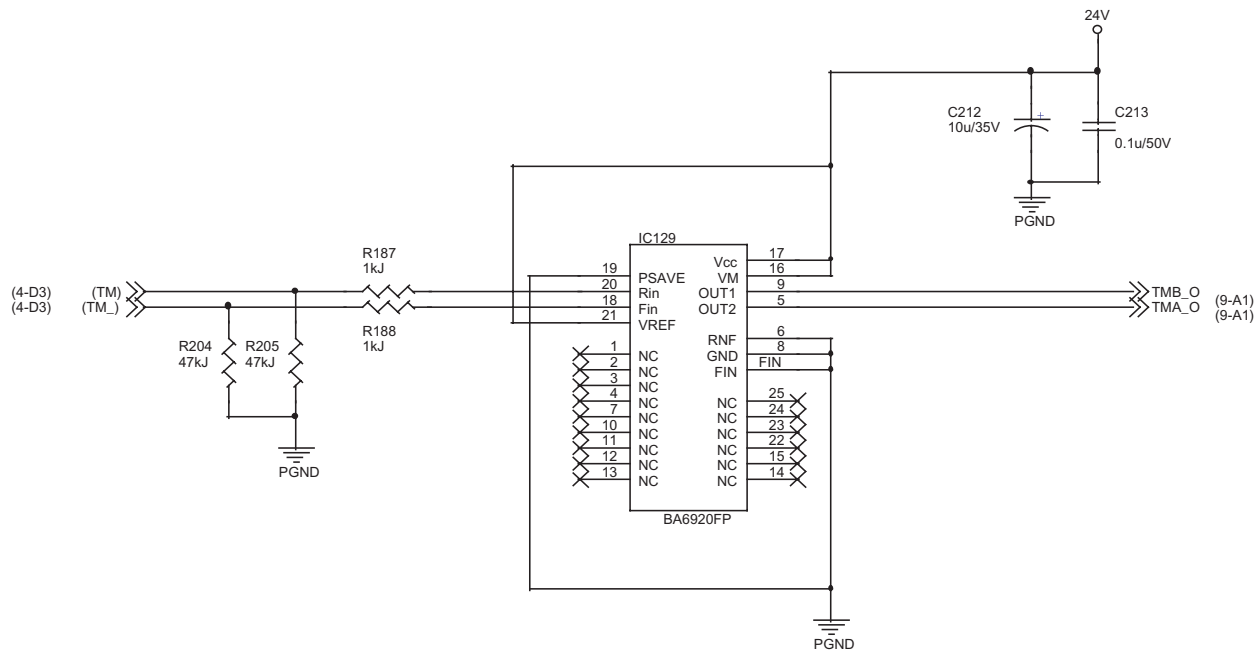 24V
C212
10u/35V
+
C213
0.1u/50V
PGND
IC129
R187
1kJ
(4-D3) (TM)
(4-D3) (TM_)
R188
1kJ
R204
47kJ
R205
47kJ
PGND
19 PSAVE
20 Rin
18 Fin
21 VREF
1 NC
2 NC
3 NC
4 NC
7 NC
10 NC
11 NC
12 NC
13 NC
Vcc 17
VM 16
OUT1 9
OUT2 5
RNF 6
GND 8
FIN FIN
NC 25
NC 24
NC 23
NC 22
NC 15
NC 14
BA6920FP
TMB_O (9-A1)
TMA_O (9-A1)
PGND